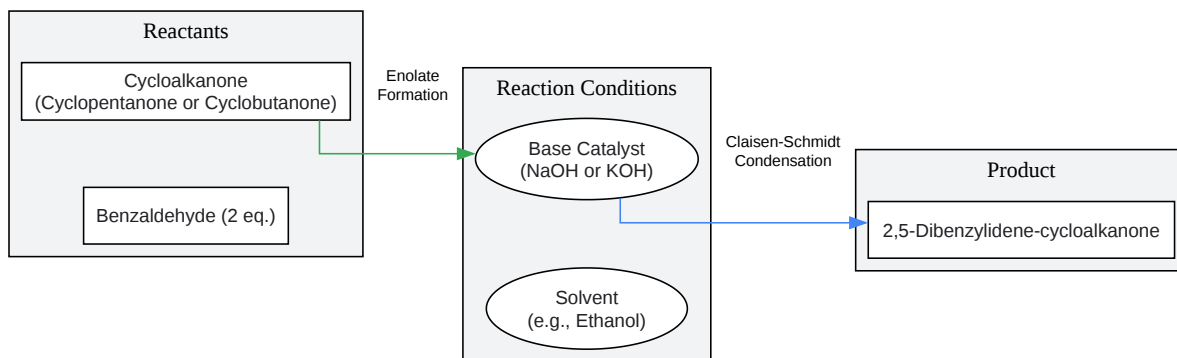 Reactants
Cycloalkanone
(Cyclopentanone or Cyclobutanone)
Benzaldehyde (2 eq.)
Enolate
Formation
Reaction Conditions
Base Catalyst
(NaOH or KOH)
Solvent
(e.g., Ethanol)
Claisen-Schmidt
Condensation
Product
2,5-Dibenzylidene-cycloalkanone